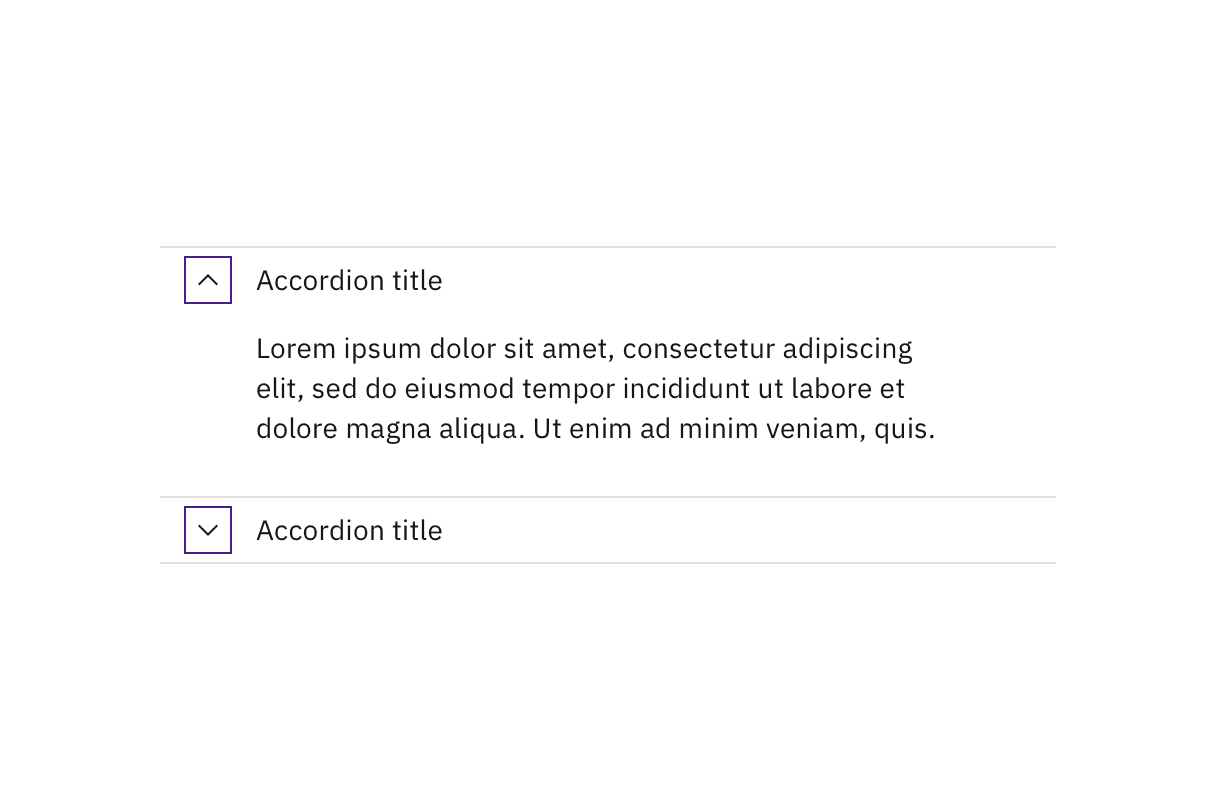 Accordion title
Lorem ipsum dolor sit amet, consectetur adipiscing
elit, sed do eiusmod tempor incididunt ut labore et
dolore magna aliqua. Ut enim ad minim veniam, quis.
Accordion title